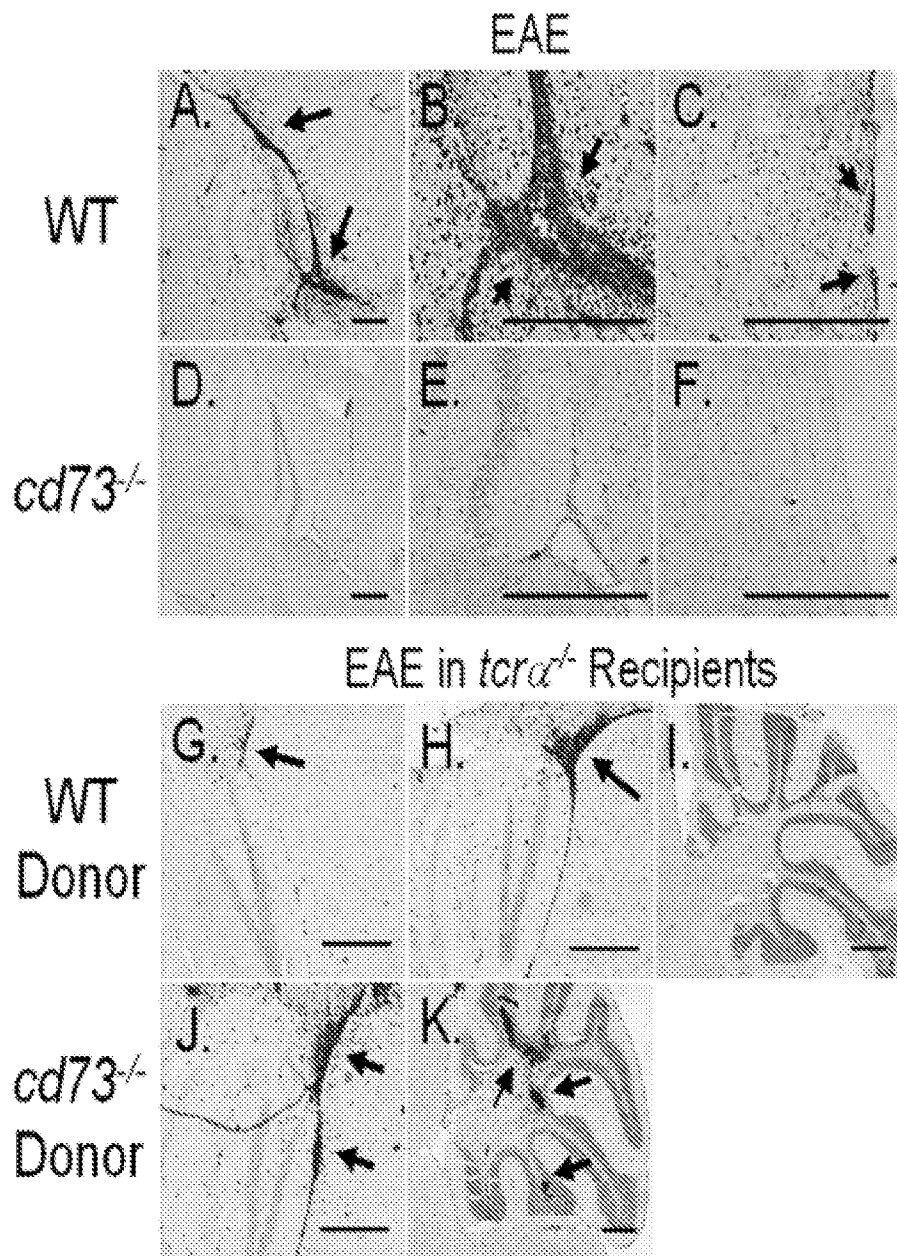 EAE
A. B. C.
WT
D. E. F.
cd73-/-
EAE in tcrα-/- Recipients
G. H. I.
WT
Donor
J. K.
cd73-/-
Donor